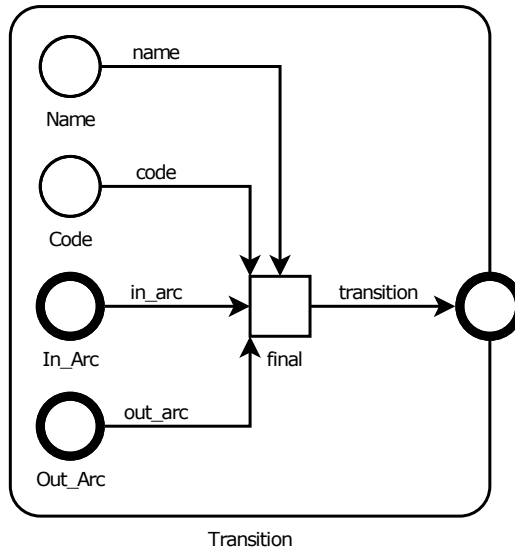 name
Name
code
Code
in_arc
transition
In_Arc
final
out_arc
Out_Arc
Transition